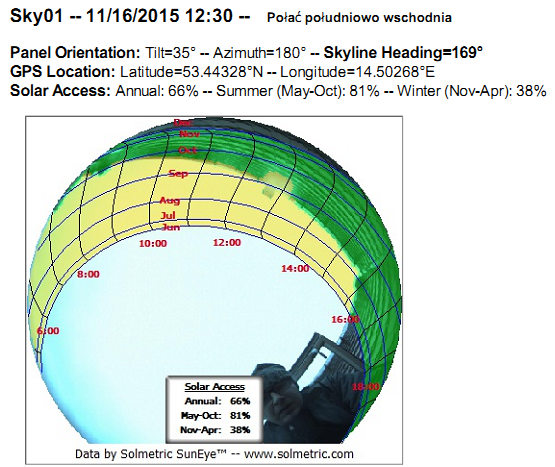 Sky01 -- 11/16/2015 12:30 -- Połać południowo wschodnia
Panel Orientation: Tilt=35° -- Azimuth=180° -- Skyline Heading=169°
GPS Location: Latitude=53.44328°N -- Longitude=14.50268°E
Solar Access: Annual: 66% -- Summer (May-Oct): 81% -- Winter (Nov-Apr): 38%
Dec
Nov
Oct
Sep
Aug
Jul
Jun
10:00
12:00
8:00
14:00
6:00
16:00
18:00
Solar Access
Annual: 66%
May-Oct: 81%
Nov-Apr: 38%
Data by Solmetric SunEye™ -- www.solmetric.com